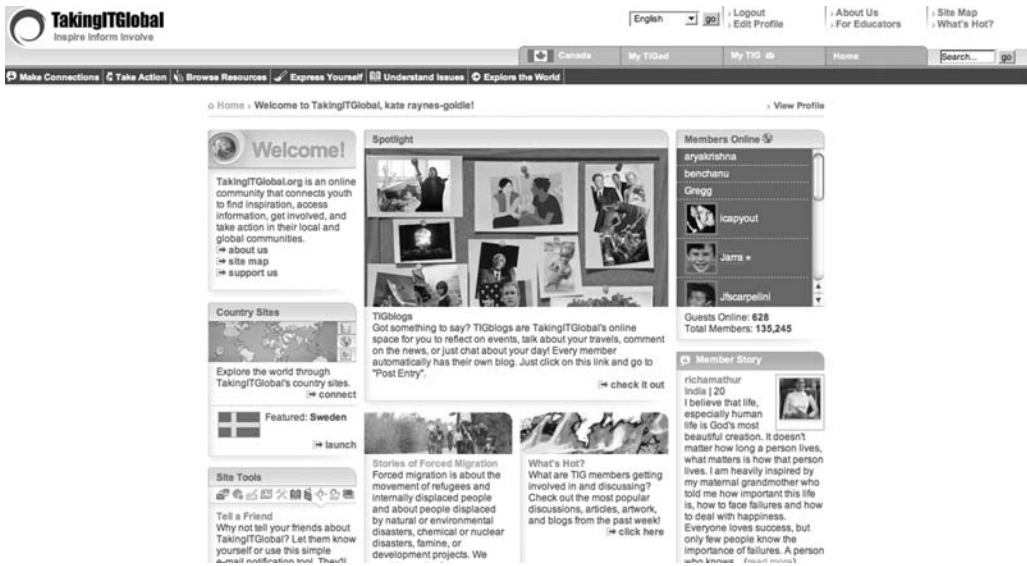 TakingITGlobal
Inspire Inform Involve
English
go
› Logout
› Edit Profile
› About Us
› For Educators
› Site Map
› What's Hot?
Canada
My TIGed
My TIG
Home
Search...
go
Make Connections
Take Action
Browse Resources
Express Yourself
Understand Issues
Explore the World
Home › Welcome to TakingITGlobal, kate raynes-goldie!
› View Profile
Welcome!
TakingITGlobal.org is an online
community that connects youth
to find inspiration, access
information, get involved, and
take action in their local and
global communities.
about us
site map
support us
Country Sites
Explore the world through
TakingITGlobal's country sites.
connect
Featured: Sweden
launch
Site Tools
Tell a Friend
Why not tell your friends about
TakingITGlobal? Let them know
yourself or use this simple
e-mail notification tool. They'll
Spotlight
TIGblogs
Got something to say? TIGblogs are TakingITGlobal's online
space for you to reflect on events, talk about your travels, comment
on the news, or just chat about your day! Every member
automatically has their own blog. Just click on this link and go to
"Post Entry".
check it out
Stories of Forced Migration
Forced migration is about the
movement of refugees and
internally displaced people
and about people displaced
by natural or environmental
disasters, chemical or nuclear
disasters, famine, or
development projects. We
What's Hot?
What are TIG members getting
involved in and discussing?
Check out the most popular
discussions, articles, artwork,
and blogs from the past week!
click here
Members Online
aryakrishna
benchanu
Gregg
icapyout
Jarra
Jfscarpelini
Guests Online: 628
Total Members: 135,245
Member Story
richamathur
India | 20
I believe that life,
especially human
life is God's most
beautiful creation. It doesn't
matter how long a person lives,
what matters is how that person
lives. I am heavily inspired by
my maternal grandmother who
told me how important this life
is, how to face failures and how
to deal with happiness.
Everyone loves success, but
only few people know the
importance of failures. A person
who knows... (read more)